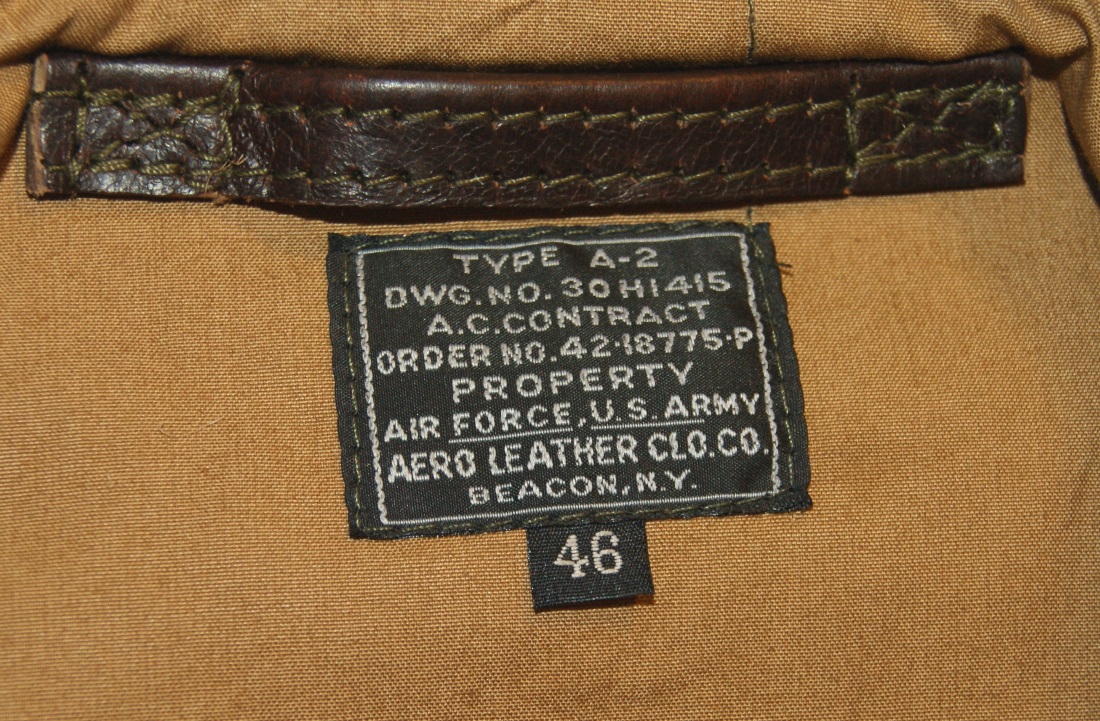 TYPE A-2
DWG. NO. 30H1415
A.C. CONTRACT
ORDER NO. 42-18775-P
PROPERTY
AIR FORCE, U.S. ARMY
AERO LEATHER CLO. CO.
BEACON, N.Y.
46